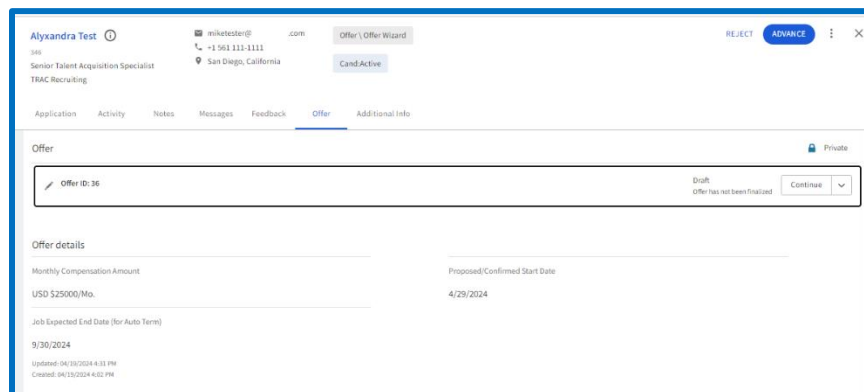 Alyxandra Test
miketester@ .com
Offer \ Offer Wizard
REJECT
ADVANCE
346
+1 561 111-1111
Senior Talent Acquisition Specialist
San Diego, California
Cand:Active
TRAC Recruiting
Application Activity Notes Messages Feedback Offer Additional Info
Offer
Private
Offer ID: 36
Draft
Offer has not been finalized
Continue
Offer details
Monthly Compensation Amount
Proposed/Confirmed Start Date
USD $25000/Mo.
4/29/2024
Job Expected End Date (for Auto Term)
9/30/2024
Updated: 04/19/2024 4:31 PM
Created: 04/19/2024 4:02 PM